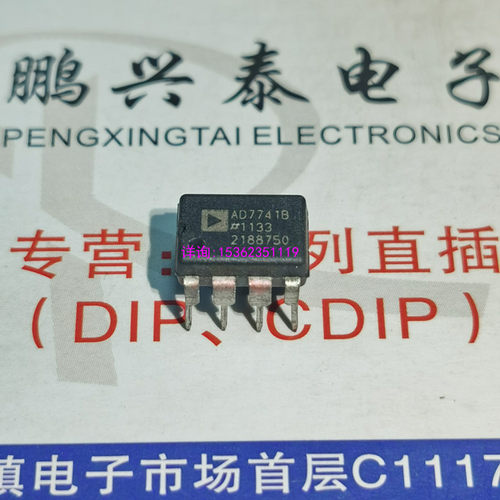 鹏兴泰电子
PENGXINGTAI ELECTRONICS
AD7741B
#1133
2188750
详询:15362351119
专营: 列直插
(DIP、CDIP)
镇电子市场首层C1117